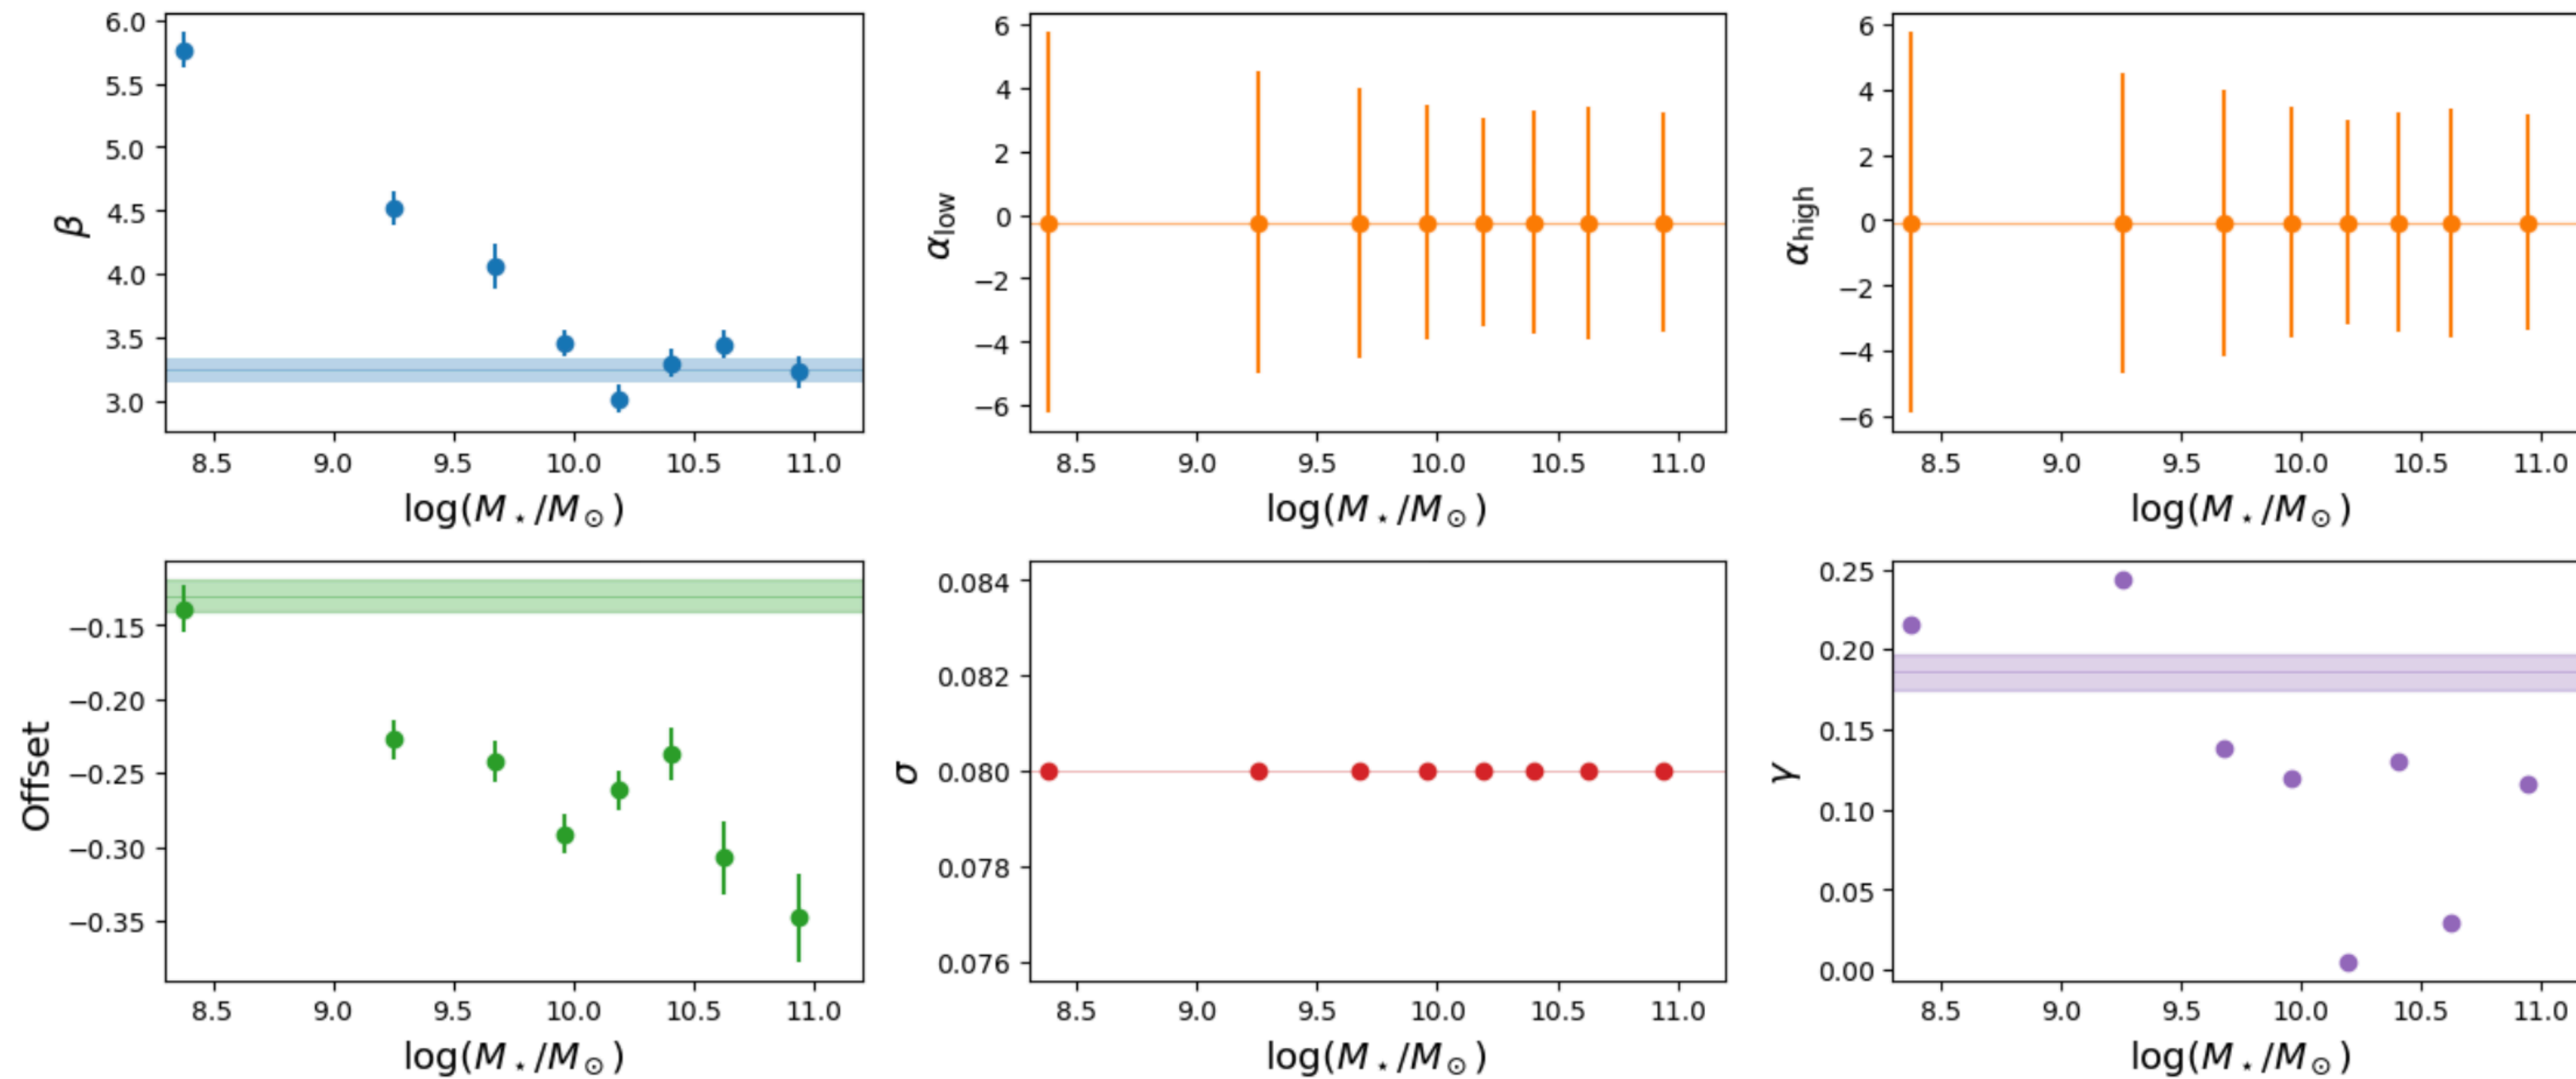 6.0
5.5
5.0
4.5
4.0
3.5
3.0
β
8.5 9.0 9.5 10.0 10.5 11.0
log(M⋆/M⊙)
6
4
2
0
−2
−4
−6
α_low
8.5 9.0 9.5 10.0 10.5 11.0
log(M⋆/M⊙)
6
4
2
0
−2
−4
−6
α_high
8.5 9.0 9.5 10.0 10.5 11.0
log(M⋆/M⊙)
−0.15
−0.20
−0.25
−0.30
−0.35
Offset
8.5 9.0 9.5 10.0 10.5 11.0
log(M⋆/M⊙)
0.084
0.082
0.080
0.078
0.076
σ
8.5 9.0 9.5 10.0 10.5 11.0
log(M⋆/M⊙)
0.25
0.20
0.15
0.10
0.05
0.00
γ
8.5 9.0 9.5 10.0 10.5 11.0
log(M⋆/M⊙)